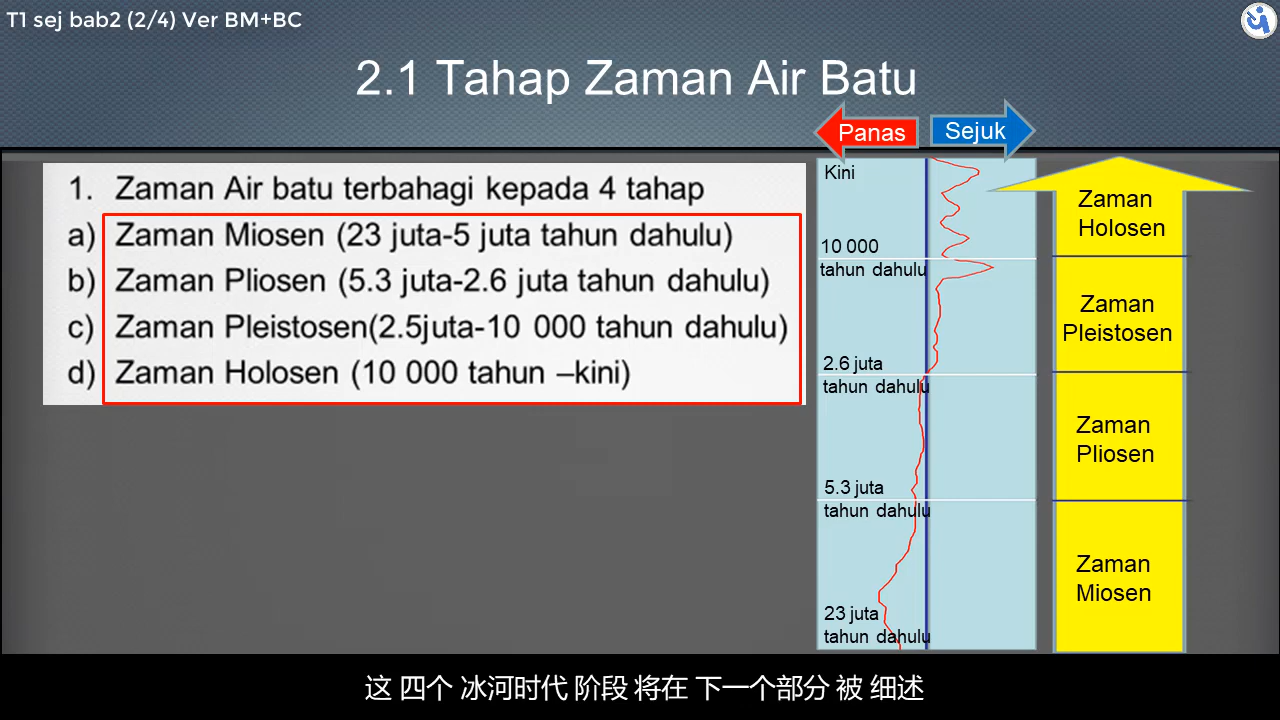 T1 sej bab2 (2/4) Ver BM+BC
2.1 Tahap Zaman Air Batu
Panas
Sejuk
1. Zaman Air batu terbahagi kepada 4 tahap
a) Zaman Miosen (23 juta-5 juta tahun dahulu)
b) Zaman Pliosen (5.3 juta-2.6 juta tahun dahulu)
c) Zaman Pleistosen(2.5juta-10 000 tahun dahulu)
d) Zaman Holosen (10 000 tahun –kini)
Kini
10 000
tahun dahulu
2.6 juta
tahun dahulu
5.3 juta
tahun dahulu
23 juta
tahun dahulu
Zaman
Holosen
Zaman
Pleistosen
Zaman
Pliosen
Zaman
Miosen
这 四个 冰河时代 阶段 将在 下一个部分 被 细述